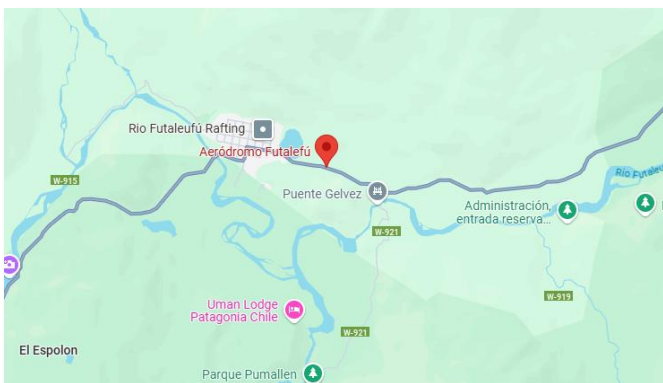 Rio Futaleufú Rafting
Aeródromo Futalefú
W-915
Puente Gelvez
Rio Futaleu
Administración,
entrada reserva...
W-921
W-919
Uman Lodge
Patagonia Chile
W-921
El Espolon
Parque Pumallen